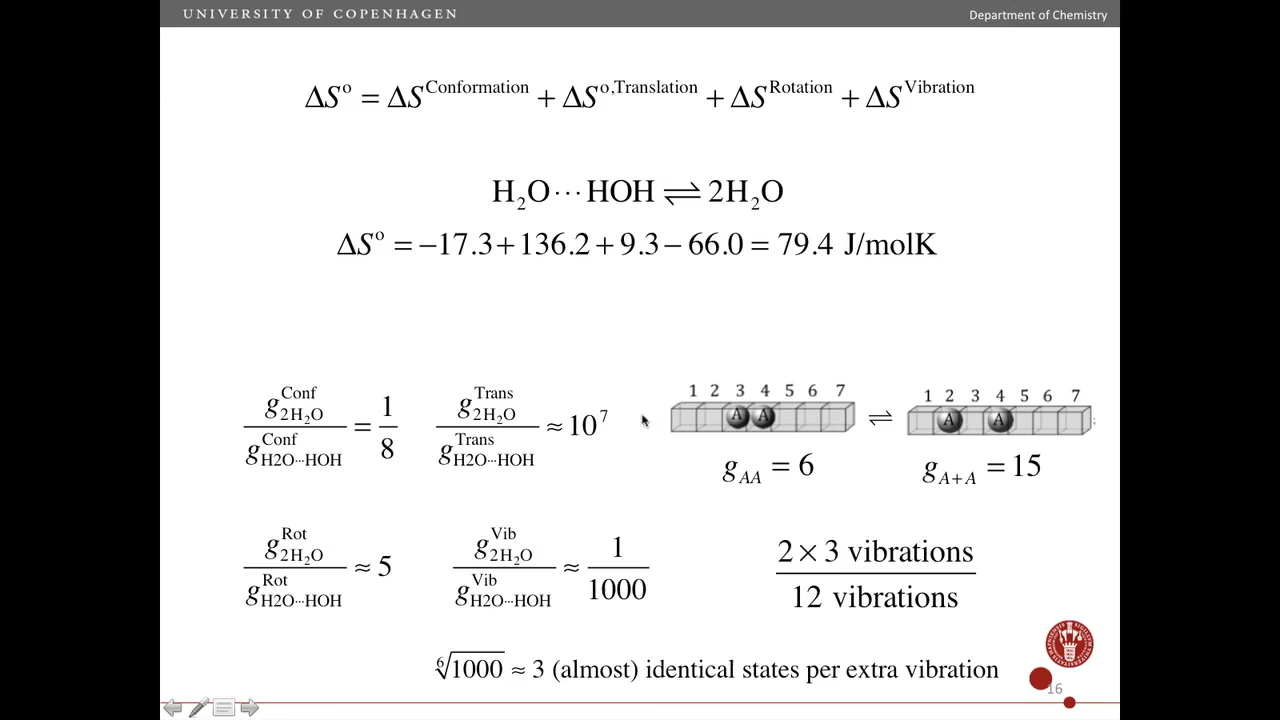 UNIVERSITY OF COPENHAGEN
Department of Chemistry
ΔS° = ΔS^Conformation + ΔS^o,Translation + ΔS^Rotation + ΔS^Vibration
H₂O⋯HOH ⇌ 2H₂O
ΔS° = −17.3+136.2+9.3−66.0 = 79.4 J/molK
g^Conf_2H₂O / g^Conf_H2O⋯HOH = 1/8
g^Trans_2H₂O / g^Trans_H2O⋯HOH ≈ 10⁷
1 2 3 4 5 6 7
A A
⇌
1 2 3 4 5 6 7
A A
g_AA = 6
g_A+A = 15
g^Rot_2H₂O / g^Rot_H2O⋯HOH ≈ 5
g^Vib_2H₂O / g^Vib_H2O⋯HOH ≈ 1/1000
2 × 3 vibrations
12 vibrations
⁶√1000 ≈ 3 (almost) identical states per extra vibration
16